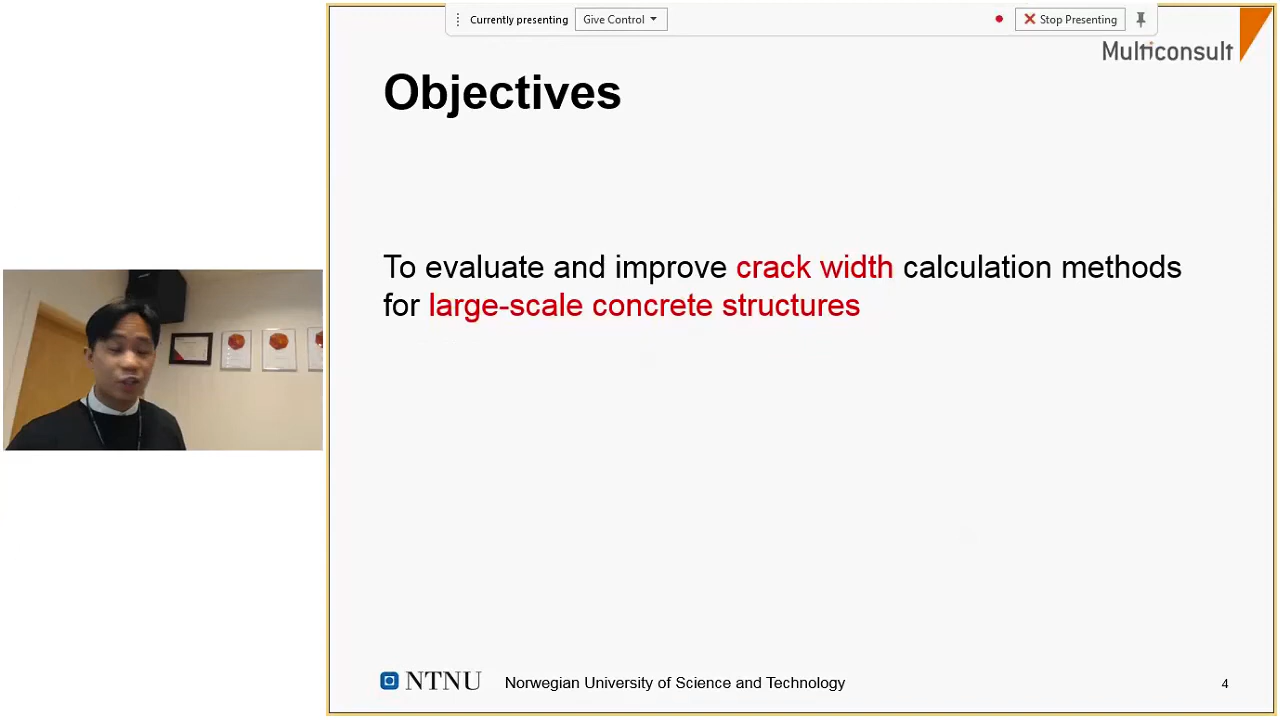 Currently presenting
Give Control
Stop Presenting
Multiconsult
Objectives
To evaluate and improve crack width calculation methods
for large-scale concrete structures
NTNU
Norwegian University of Science and Technology
4